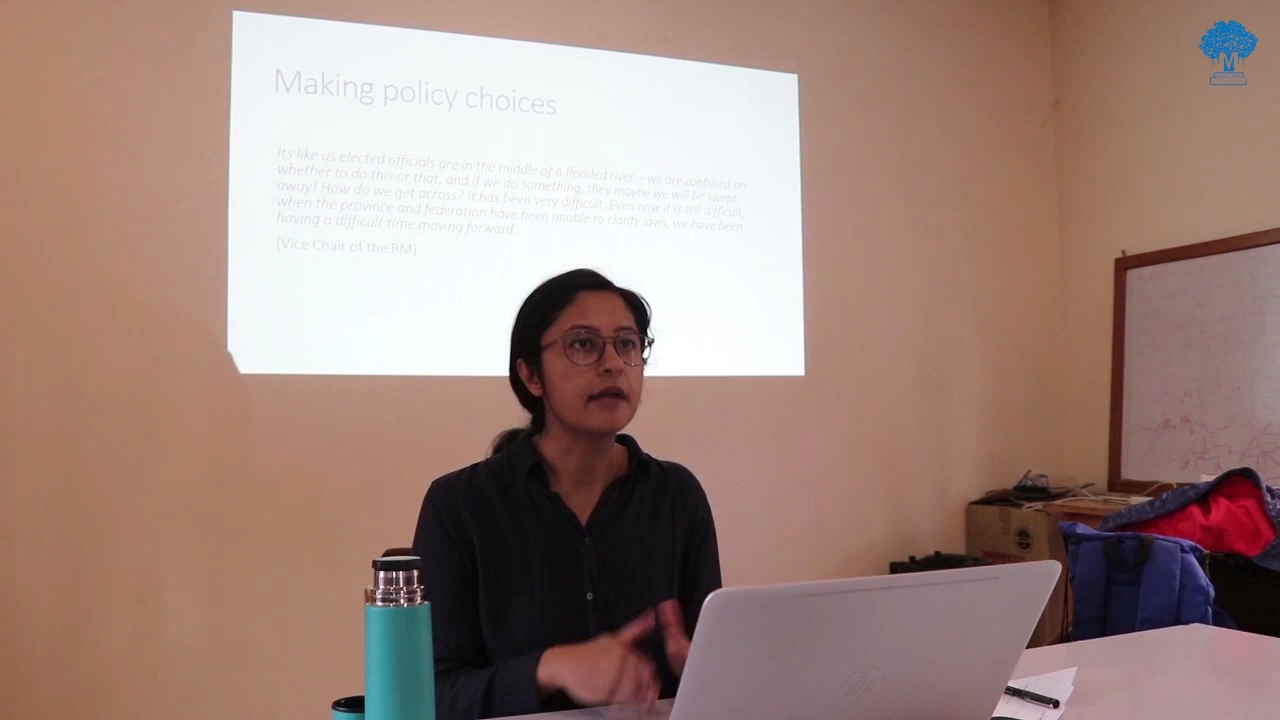 Making policy choices
Its like us elected officials are in the middle of a flooded river – we are confused on
whether to do this or that, and if we do something, they maybe we will be swept
away! How do we get across? It has been very difficult. Even now it is still difficult,
when the province and federation have been unable to clarify laws, we have been
having a difficult time moving forward.
(Vice Chair of the RM)
M
hp